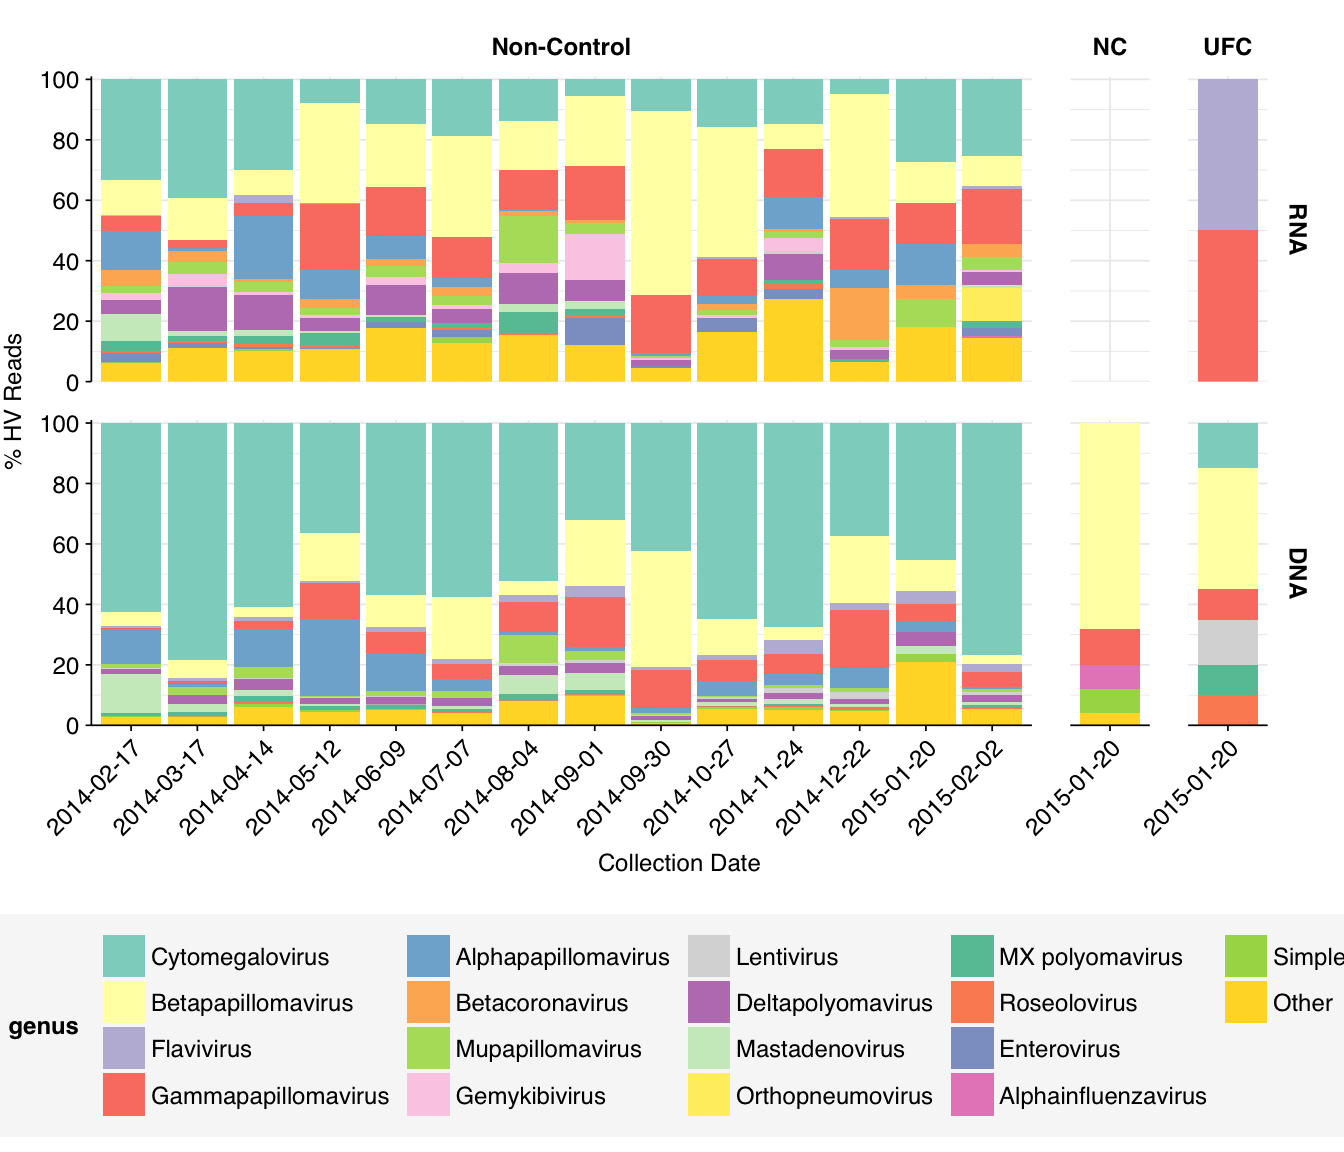 Non-Control NC UFC
100
80
60
40
20
0
RNA
% HV Reads
100
80
60
40
20
0
DNA
2014-02-17 2014-03-17 2014-04-14 2014-05-12 2014-06-09 2014-07-07 2014-08-04 2014-09-01 2014-09-30 2014-10-27 2014-11-24 2014-12-22 2015-01-20 2015-02-02 2015-01-20 2015-01-20
Collection Date
genus
Cytomegalovirus Alphapapillomavirus Lentivirus MX polyomavirus Simple
Betapapillomavirus Betacoronavirus Deltapolyomavirus Roseolovirus Other
Flavivirus Mupapillomavirus Mastadenovirus Enterovirus
Gammapapillomavirus Gemykibivirus Orthopneumovirus Alphainfluenzavirus